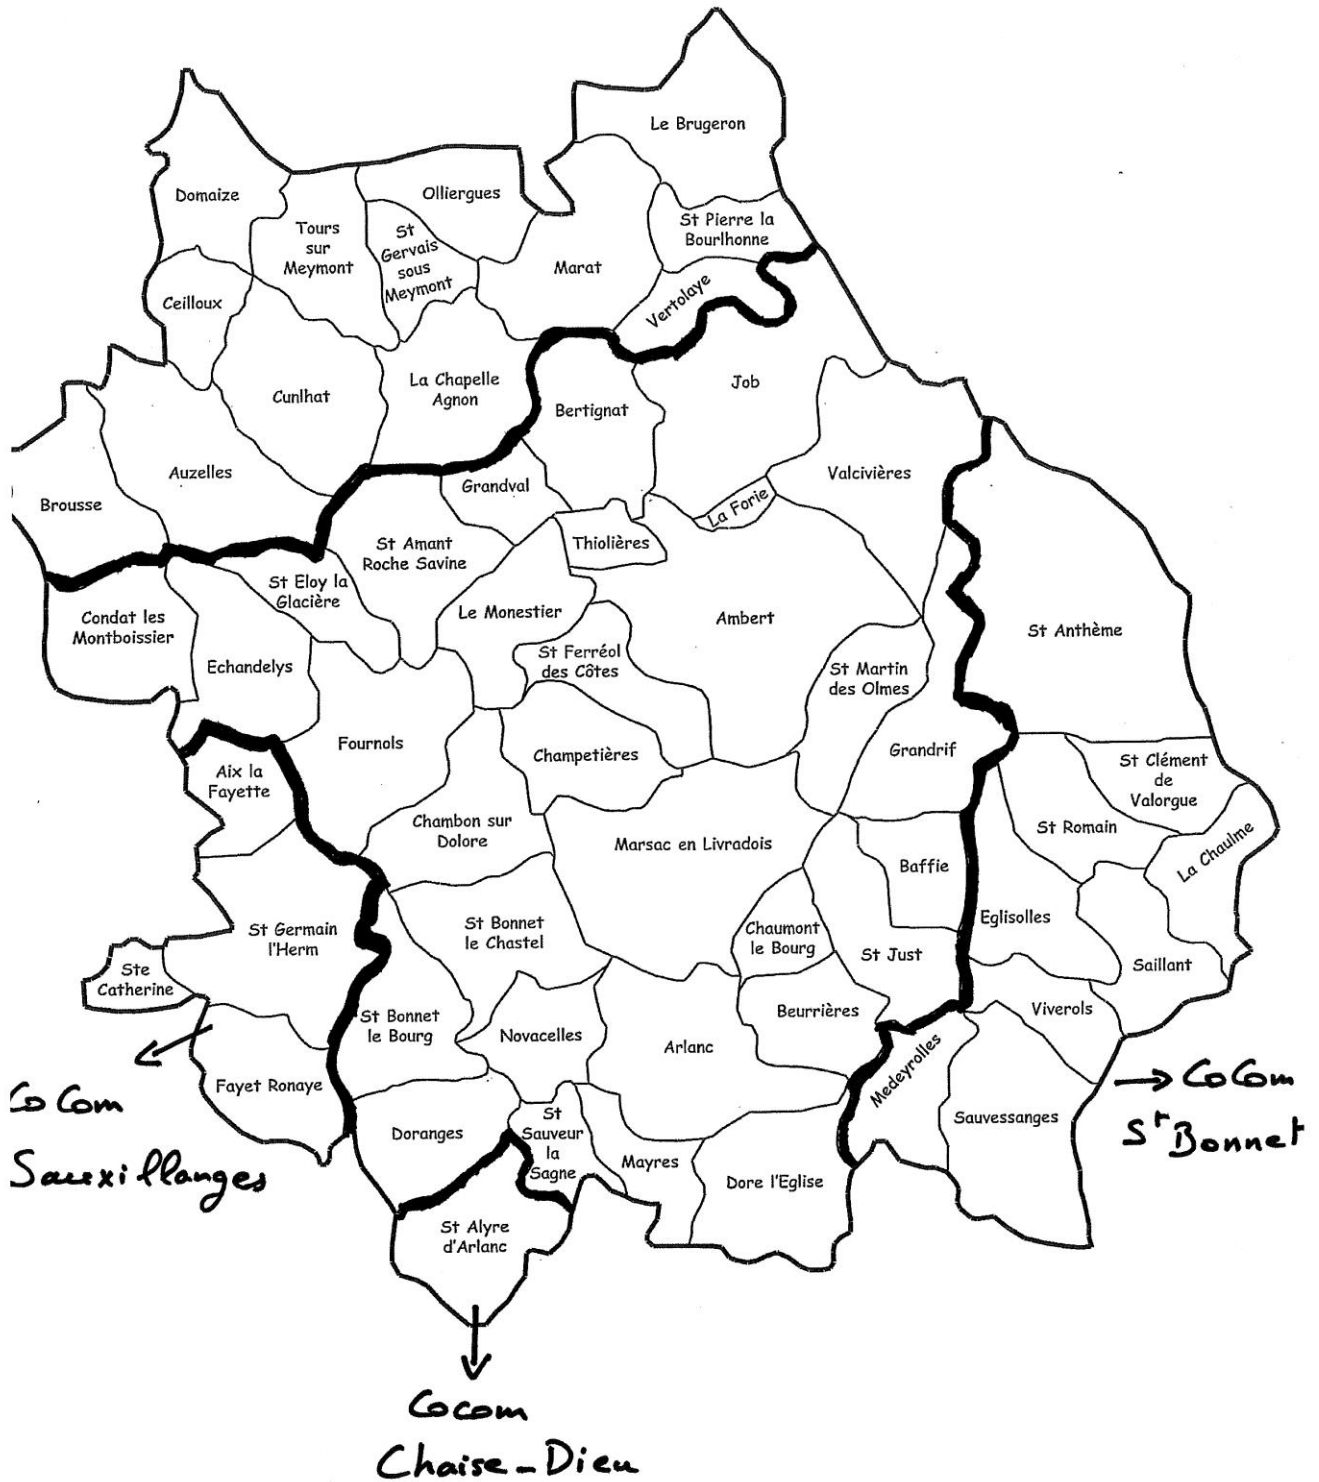 Le Brugeron
Domaize
Olliergues
St Pierre la
Bourlhonne
Tours
sur
Meymont
St
Gervais
sous
Meymont
Marat
Vertolaye
Ceilloux
Cunlhat
La Chapelle
Agnon
Bertignat
Job
Auzelles
Valcivières
Brousse
Grandval
La Forie
St Amant
Roche Savine
Thiolières
St Eloy la
Glacière
Condat les
Montboissier
Le Monestier
Ambert
St Anthème
Echandelys
St Ferréol
des Côtes
St Martin
des Olmes
Fournols
Champetières
Grandrif
Aix la
Fayette
St Clément
de
Valorgue
Chambon sur
Dolore
Marsac en Livradois
St Romain
La Chaulme
Baffie
St Germain
l'Herm
St Bonnet
le Chastel
Chaumont
le Bourg
Eglisolles
St Just
Saillant
Ste
Catherine
St Bonnet
le Bourg
Novacelles
Arlanc
Beurrières
Viverols
Fayet Ronaye
Medeyrolles
Sauvessanges
CoCom
Sauxillanges
CoCom
St Bonnet
Doranges
St
Sauveur
la
Sagne
Mayres
Dore l'Eglise
St Alyre
d'Arlanc
Cocom
Chaise-Dieu